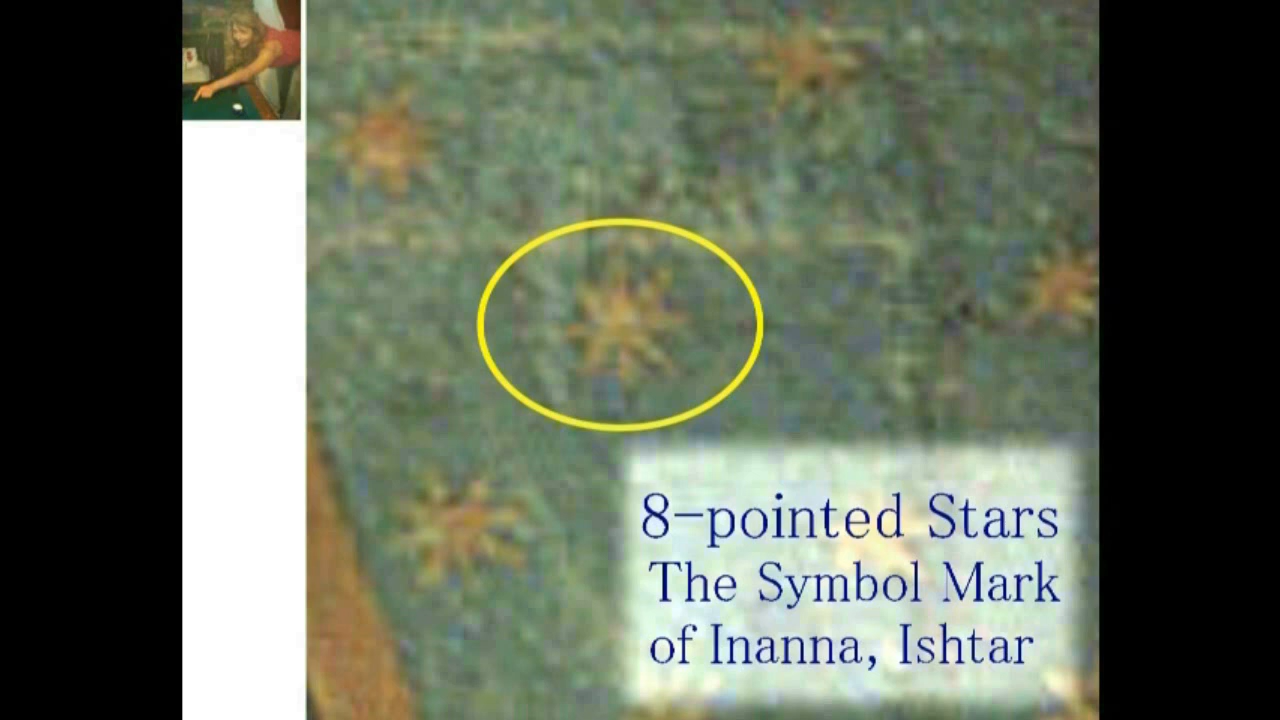 8-pointed Stars
The Symbol Mark
of Inanna, Ishtar